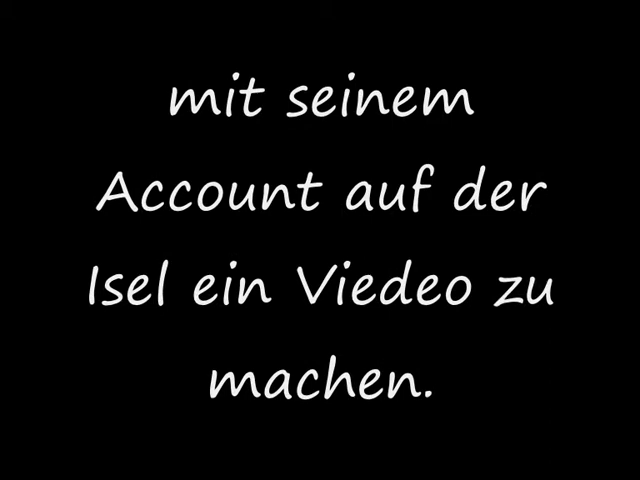 mit seinem
Account auf der
Isel ein Viedeo zu
machen.